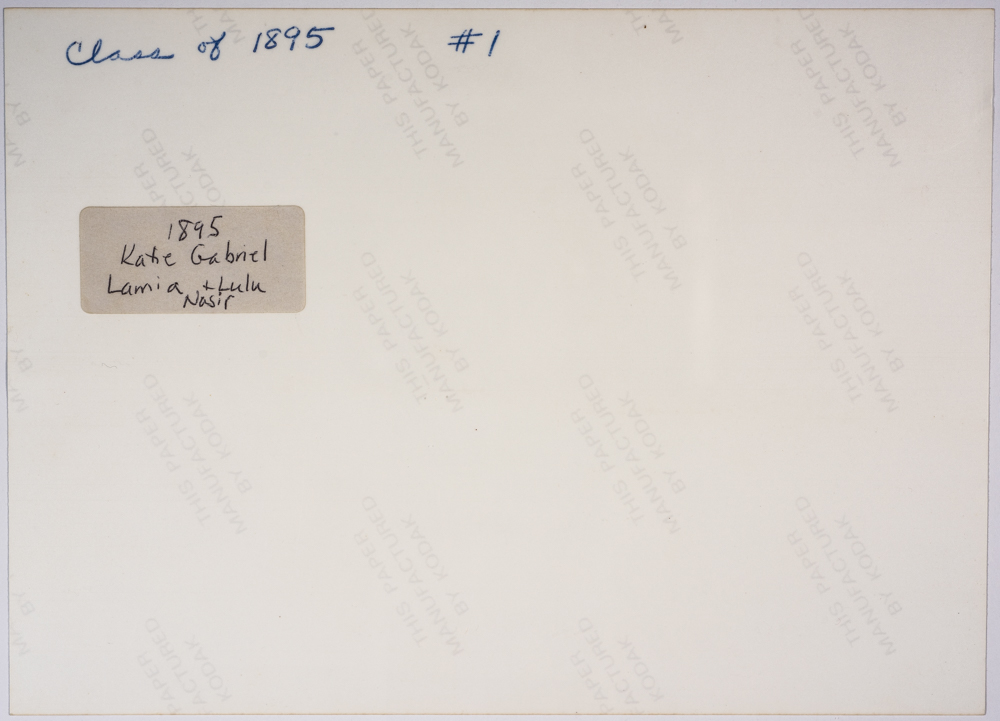 Class of 1895 #1
1895
Katie Gabriel
Lamia + Lulu
Nasir
THIS PAPER
MANUFACTURED
BY KODAK